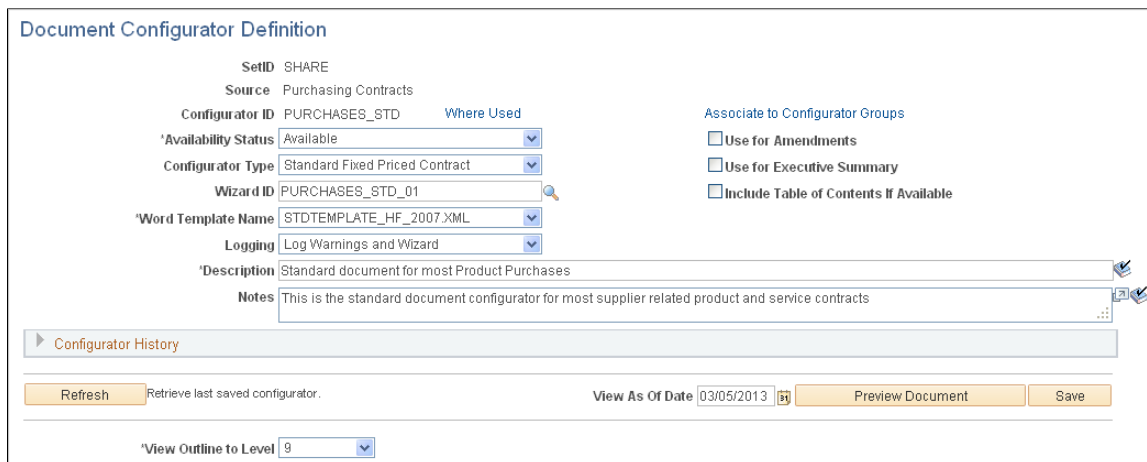 Document Configurator Definition
SetID SHARE
Source Purchasing Contracts
Configurator ID PURCHASES_STD Where Used Associate to Configurator Groups
*Availability Status Available Use for Amendments
Configurator Type Standard Fixed Priced Contract Use for Executive Summary
Wizard ID PURCHASES_STD_01 Include Table of Contents If Available
*Word Template Name STDTEMPLATE_HF_2007.XML
Logging Log Warnings and Wizard
*Description Standard document for most Product Purchases
Notes This is the standard document configurator for most supplier related product and service contracts
Configurator History
Refresh Retrieve last saved configurator. View As Of Date 03/05/2013 31 Preview Document Save
*View Outline to Level 9